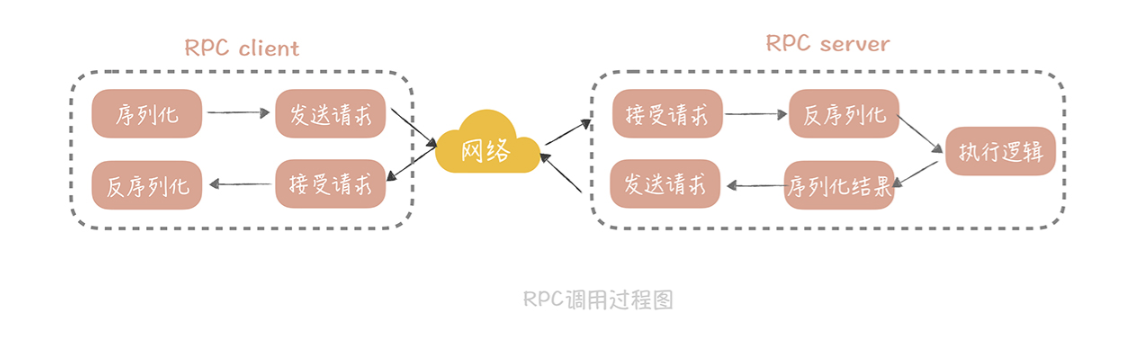 RPC client
RPC server
序列化
发送请求
反序列化
接受请求
网络
接受请求
反序列化
执行逻辑
发送请求
序列化结果
RPC调用过程图